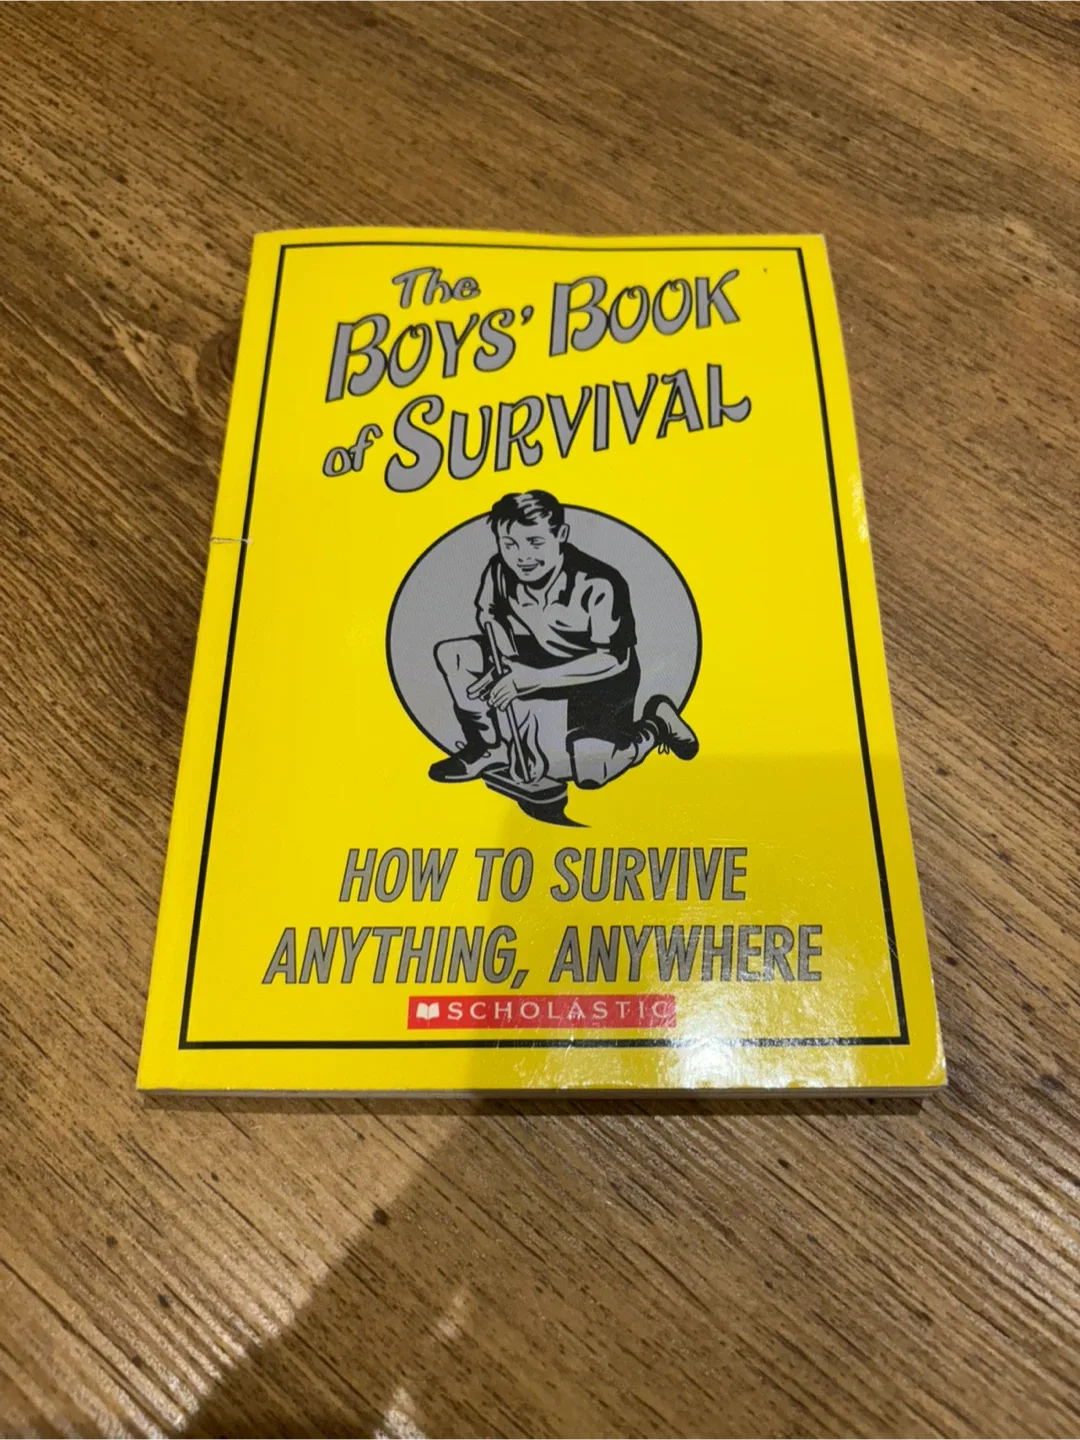 The
BOYS' BOOK
of SURVIVAL
HOW TO SURVIVE
ANYTHING, ANYWHERE
SCHOLASTIC